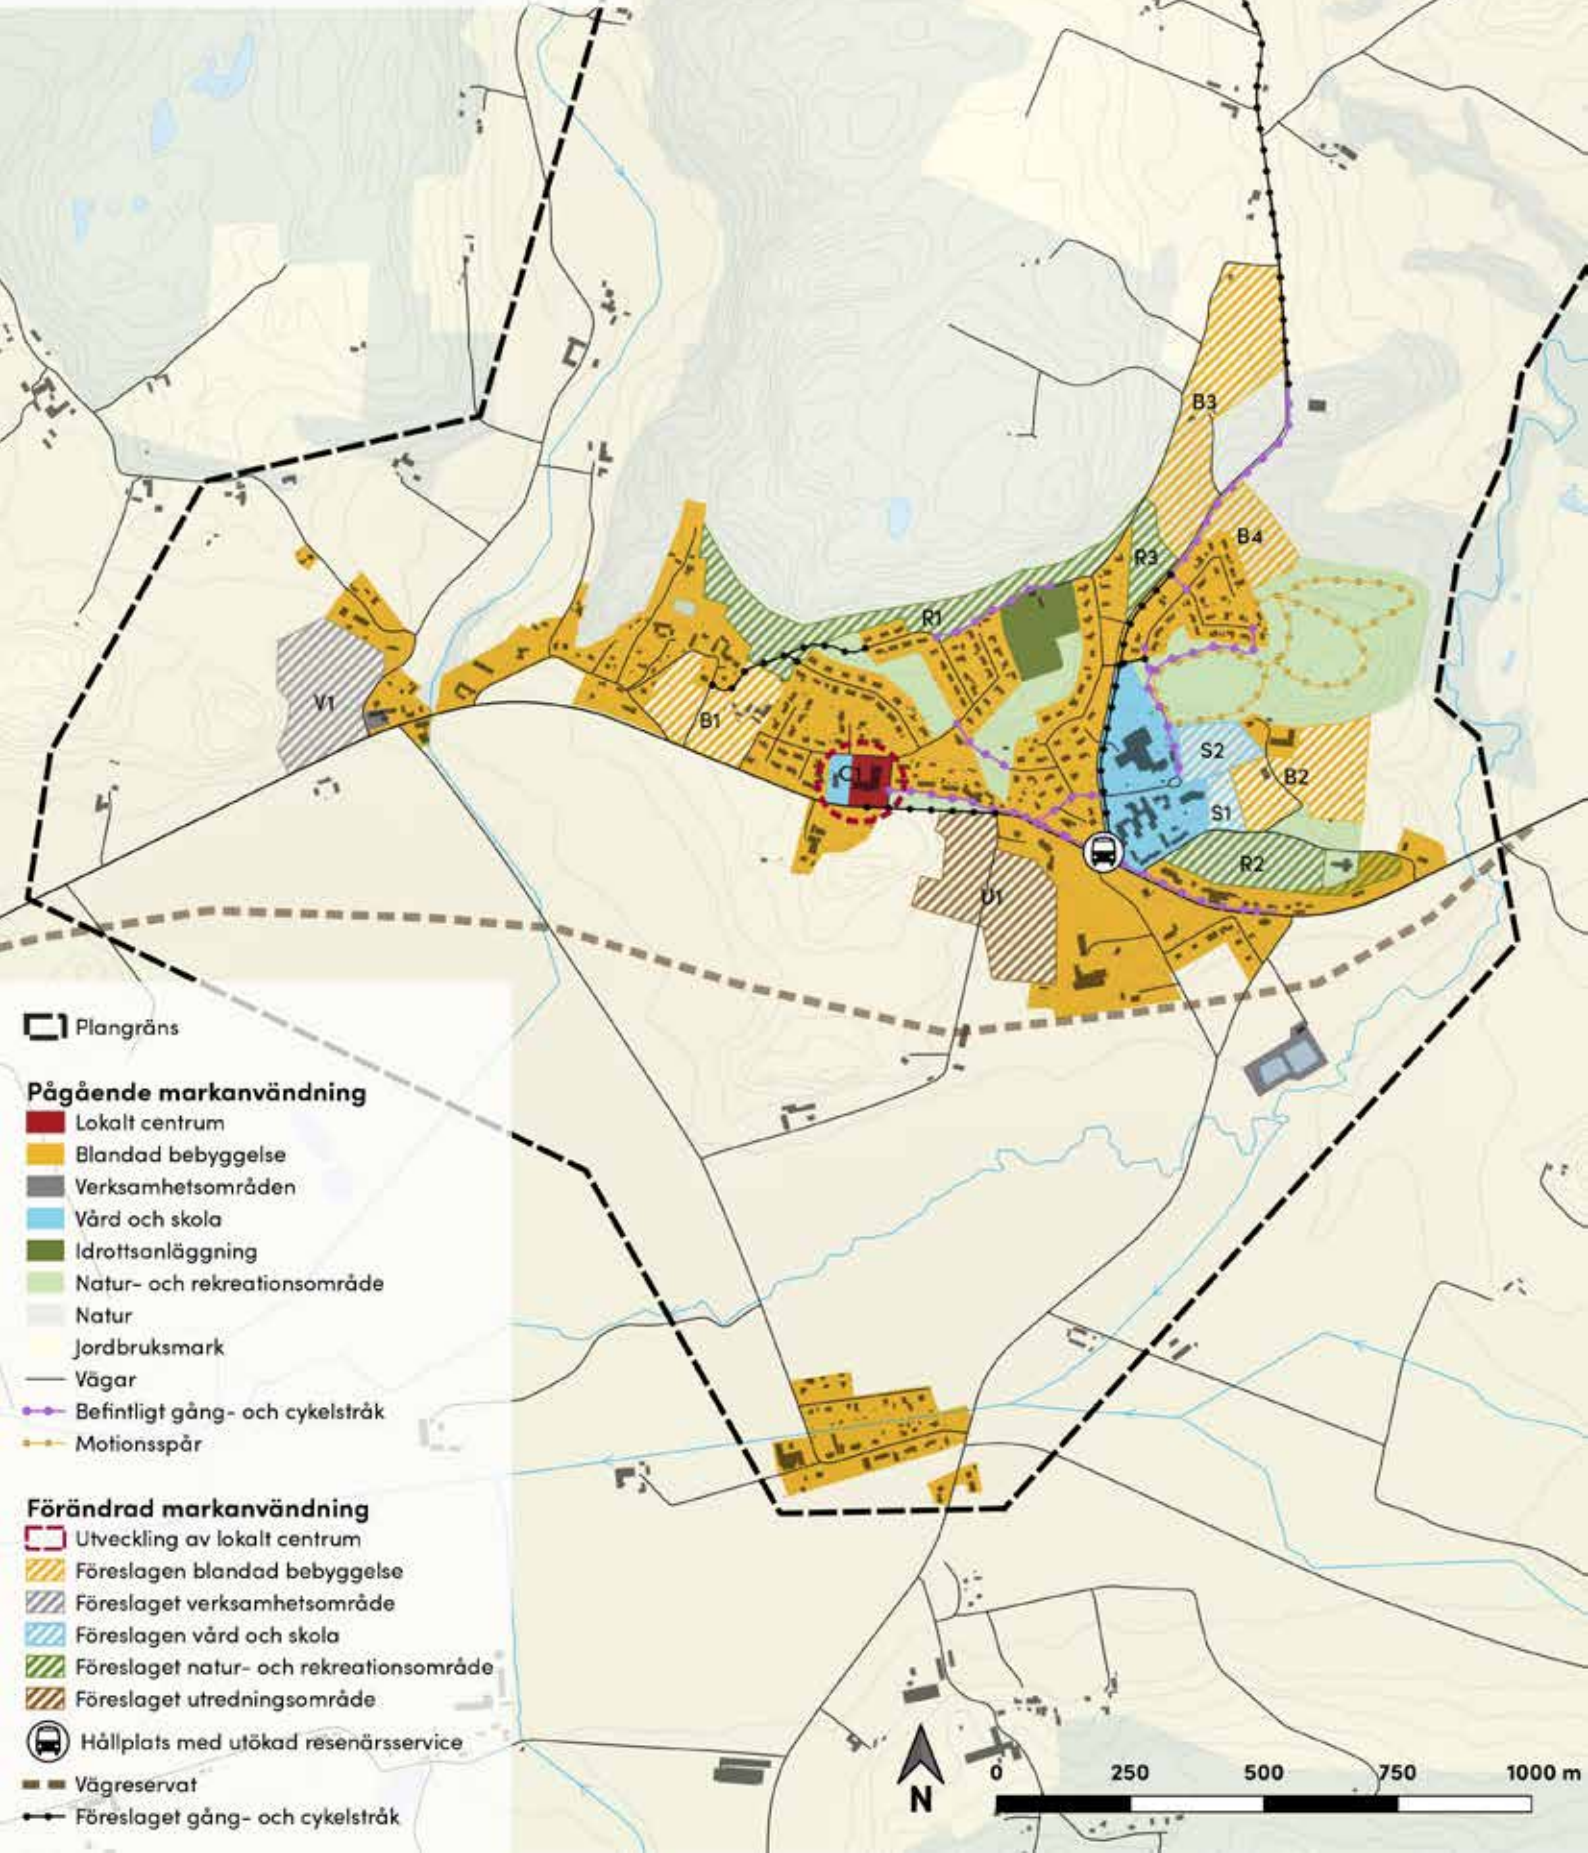 B3
B4
R3
R1
V1
B1
S2
C1
B2
S1
R2
U1
Plangräns
Pågående markanvändning
Lokalt centrum
Blandad bebyggelse
Verksamhetsområden
Vård och skola
Idrottsanläggning
Natur- och rekreationsområde
Natur
Jordbruksmark
Vägar
Befintligt gång- och cykelstråk
Motionsspår
Förändrad markanvändning
Utveckling av lokalt centrum
Föreslagen blandad bebyggelse
Föreslaget verksamhetsområde
Föreslagen vård och skola
Föreslaget natur- och rekreationsområde
Föreslaget utredningsområde
Hållplats med utökad resenärsservice
Vägreservat
Föreslaget gång- och cykelstråk
N
0 250 500 750 1000 m